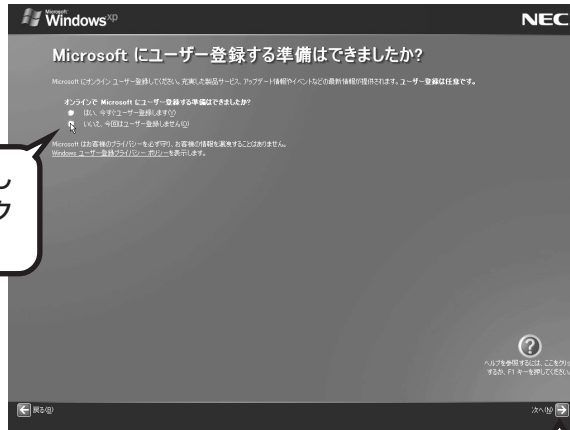 Microsoft
Windows xp
NEC
Microsoft にユーザー登録する準備はできましたか?
Microsoft にオンライン ユーザー登録してください。充実した製品サービス、アップデート情報やイベントなどの最新情報が提供されます。ユーザー登録は任意です。
オンラインで Microsoft にユーザー登録する準備はできましたか?
はい、今すぐユーザー登録します(Y)
いいえ、今回はユーザー登録しません(O)
Microsoft はお客様のプライバシーを必ず守り、お客様の情報を漏洩することはありません。
Windows ユーザー登録プライバシー ポリシーを表示します。
し
ク
?
ヘルプを参照するには、ここをクリッ
するか、F1 キーを押してください。
戻る(B)
次へ(N)